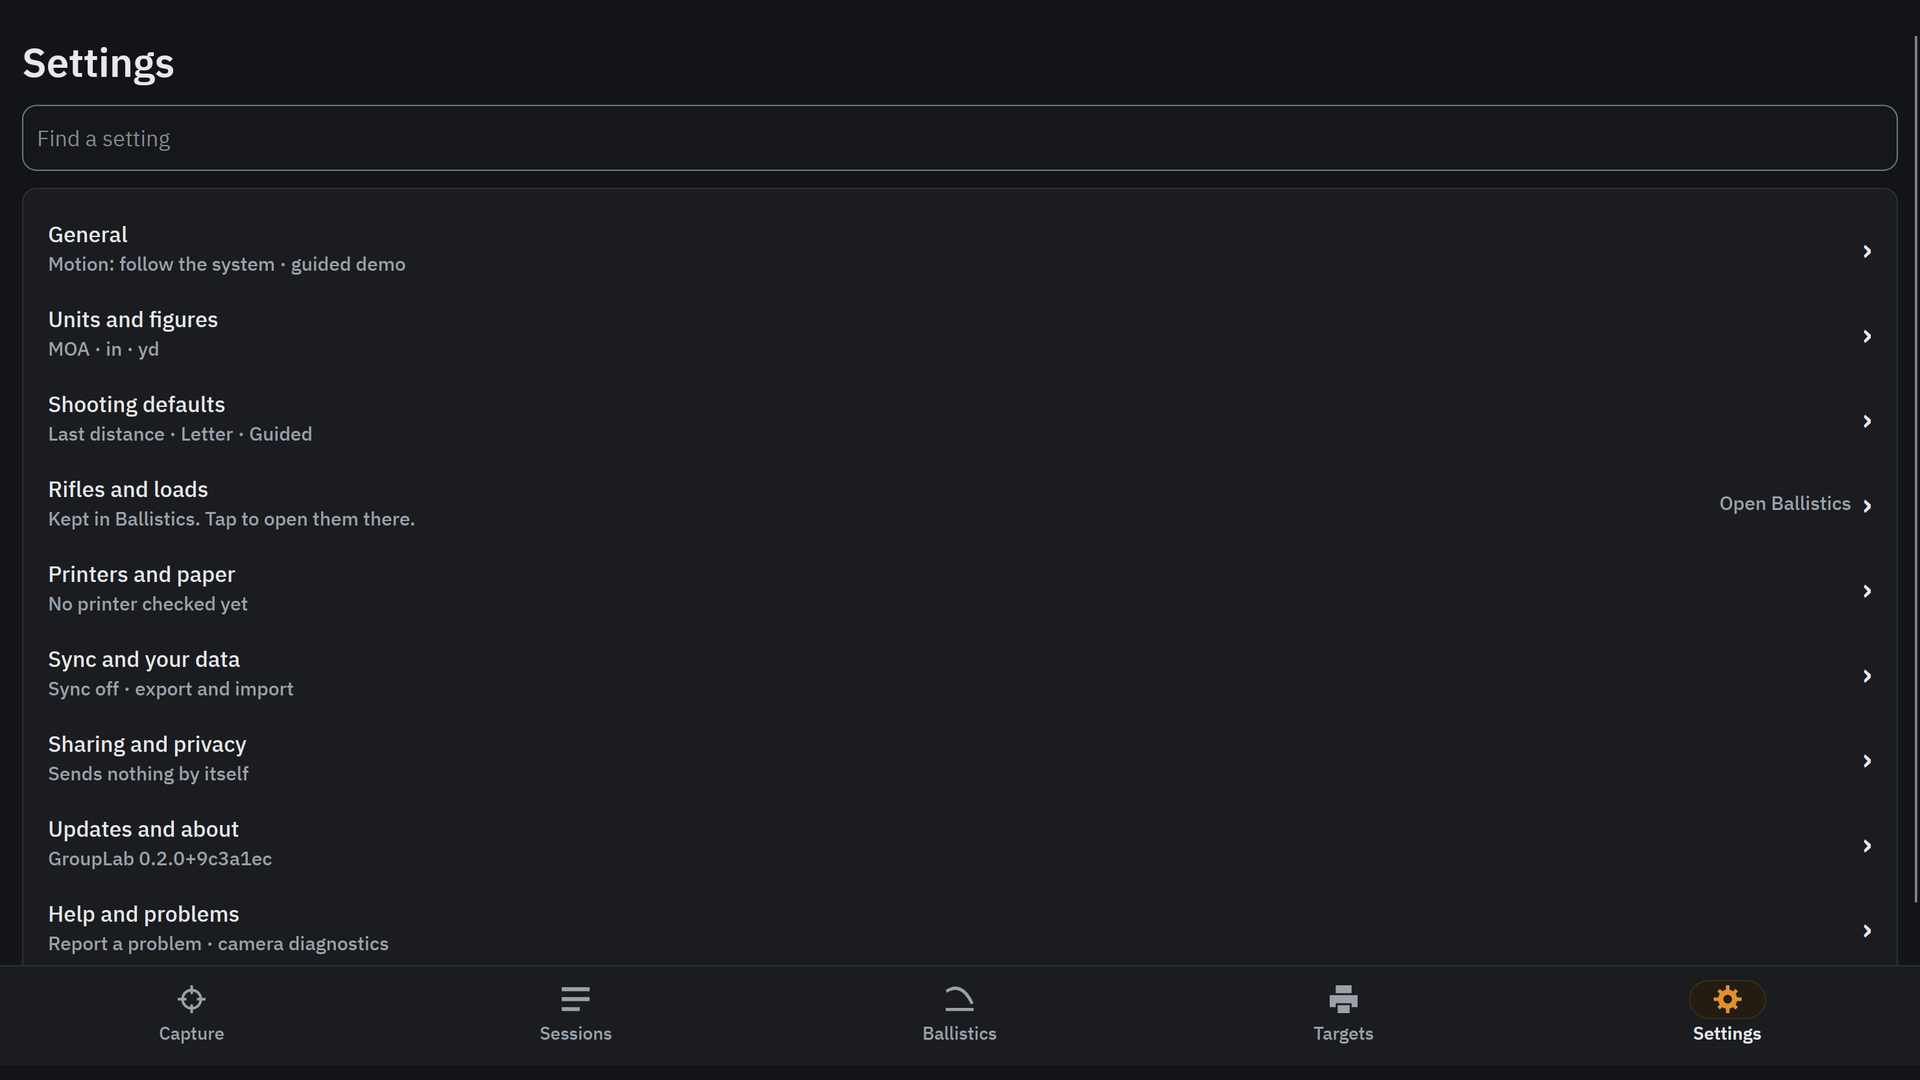 Settings
Find a setting
General
Motion: follow the system · guided demo
Units and figures
MOA · in · yd
Shooting defaults
Last distance · Letter · Guided
Rifles and loads
Kept in Ballistics. Tap to open them there.
Open Ballistics
Printers and paper
No printer checked yet
Sync and your data
Sync off · export and import
Sharing and privacy
Sends nothing by itself
Updates and about
GroupLab 0.2.0+9c3a1ec
Help and problems
Report a problem · camera diagnostics
Capture
Sessions
Ballistics
Targets
Settings